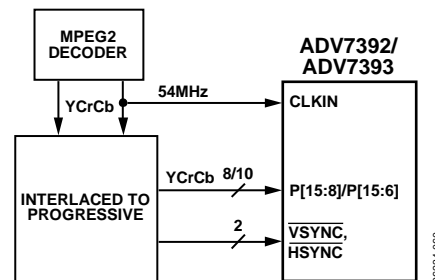 MPEG2
DECODER
ADV7392/
ADV7393
YCrCb
54MHz
CLKIN
INTERLACED TO
PROGRESSIVE
YCrCb
8/10
P[15:8]/P[15:6]
2
VSYNC,
HSYNC